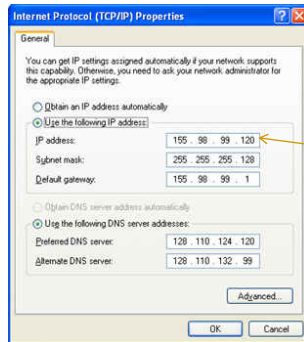 Internet Protocol (TCP/IP) Properties
General
You can get IP settings assigned automatically if your network supports
this capability. Otherwise, you need to ask your network administrator for
the appropriate IP settings.
Obtain an IP address automatically
Use the following IP address:
IP address: 155 . 98 . 99 . 120
Subnet mask: 255 . 255 . 255 . 128
Default gateway: 155 . 98 . 99 . 1
Obtain DNS server address automatically
Use the following DNS server addresses:
Preferred DNS server: 128 . 110 . 124 . 120
Alternate DNS server: 128 . 110 . 132 . 99
Advanced...
OK Cancel